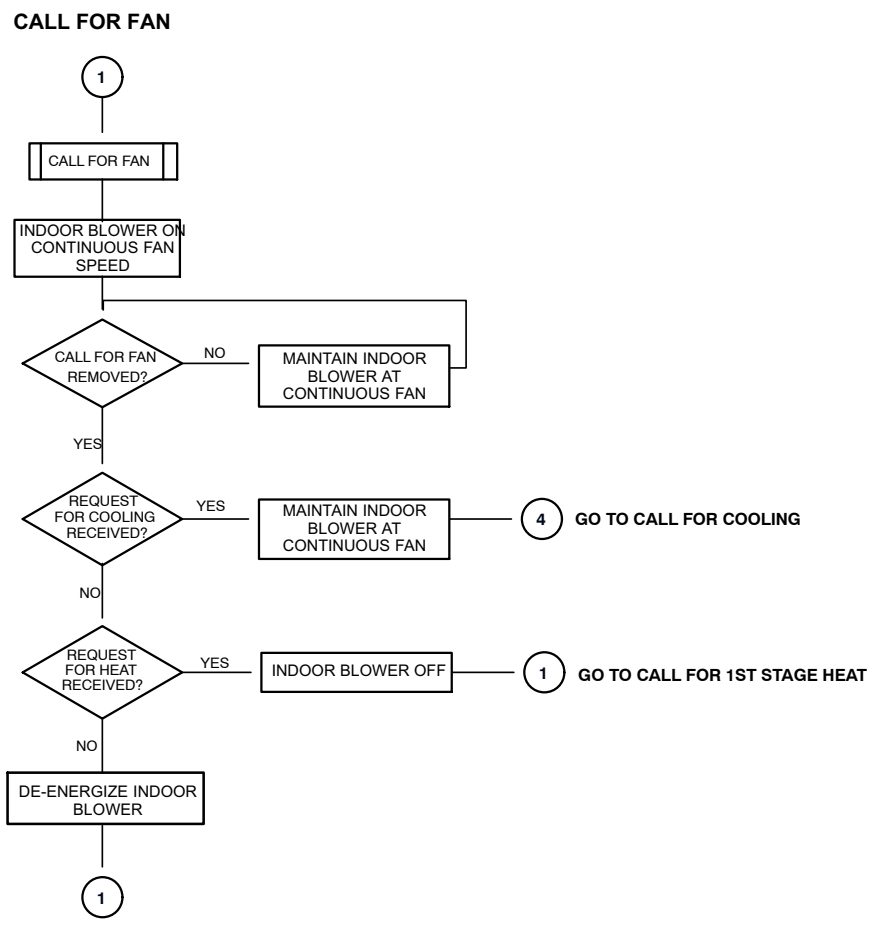 CALL FOR FAN
1
CALL FOR FAN
INDOOR BLOWER ON
CONTINUOUS FAN
SPEED
CALL FOR FAN
REMOVED?
NO
MAINTAIN INDOOR
BLOWER AT
CONTINUOUS FAN
YES
REQUEST
FOR COOLING
RECEIVED?
YES
MAINTAIN INDOOR
BLOWER AT
CONTINUOUS FAN
4
GO TO CALL FOR COOLING
NO
REQUEST
FOR HEAT
RECEIVED?
YES
INDOOR BLOWER OFF
1
GO TO CALL FOR 1ST STAGE HEAT
NO
DE-ENERGIZE INDOOR
BLOWER
1